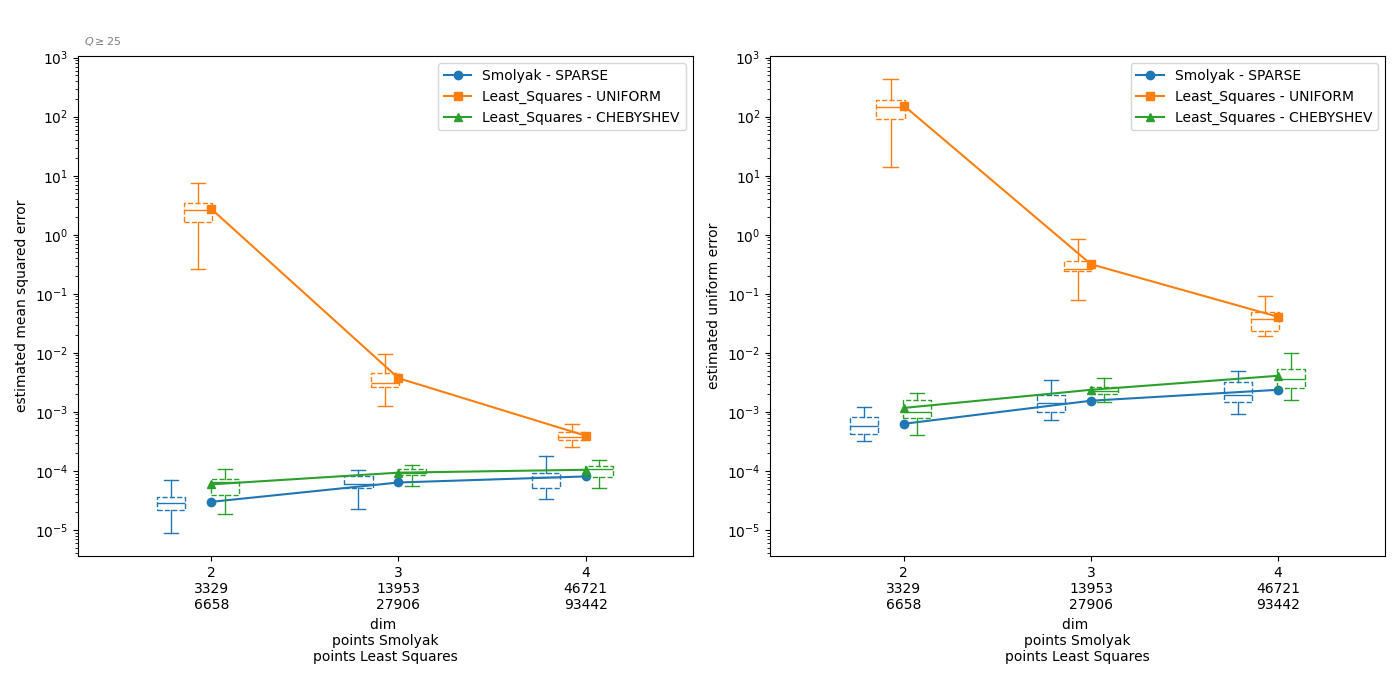 Q ≥ 25
10³
10²
10¹
10⁰
10⁻¹
10⁻²
10⁻³
10⁻⁴
10⁻⁵
estimated mean squared error
Smolyak - SPARSE
Least_Squares - UNIFORM
Least_Squares - CHEBYSHEV
2 3 4
3329 13953 46721
6658 27906 93442
dim
points Smolyak
points Least Squares
10³
10²
10¹
10⁰
10⁻¹
10⁻²
10⁻³
10⁻⁴
10⁻⁵
estimated uniform error
Smolyak - SPARSE
Least_Squares - UNIFORM
Least_Squares - CHEBYSHEV
2 3 4
3329 13953 46721
6658 27906 93442
dim
points Smolyak
points Least Squares